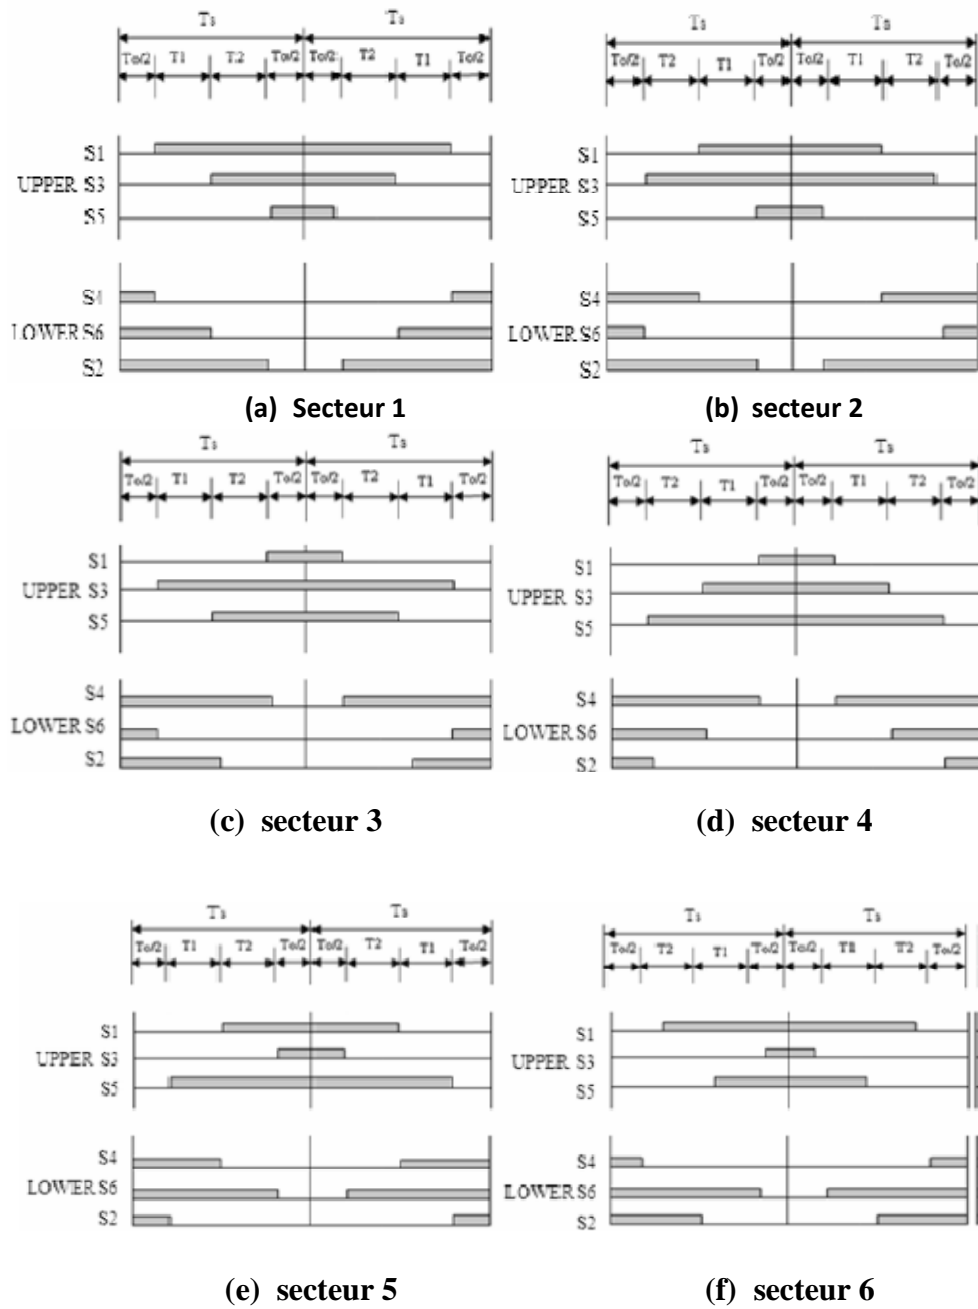 Ts Ts
To/2 T1 T2 To/2 To/2 T2 T1 To/2
S1
UPPER S3
S5
S4
LOWER S6
S2
(a) Secteur 1
Ts Ts
To/2 T2 T1 To/2 To/2 T1 T2 To/2
S1
UPPER S3
S5
S4
LOWER S6
S2
(b) secteur 2
Ts Ts
To/2 T1 T2 To/2 To/2 T2 T1 To/2
S1
UPPER S3
S5
S4
LOWER S6
S2
(c) secteur 3
Ts Ts
To/2 T2 T1 To/2 To/2 T1 T2 To/2
S1
UPPER S3
S5
S4
LOWER S6
S2
(d) secteur 4
Ts Ts
To/2 T1 T2 To/2 To/2 T2 T1 To/2
S1
UPPER S3
S5
S4
LOWER S6
S2
(e) secteur 5
Ts Ts
To/2 T2 T1 To/2 To/2 T2 To/2
S1
UPPER S3
S5
S4
LOWER S6
S2
(f) secteur 6